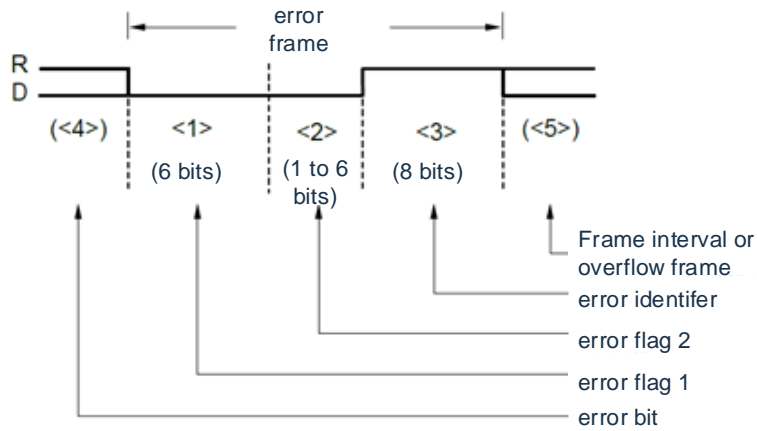 error
frame
R
D
(<4>) <1> <2> <3> (<5>)
(6 bits) (1 to 6 (8 bits)
bits)
Frame interval or
overflow frame
error identifer
error flag 2
error flag 1
error bit